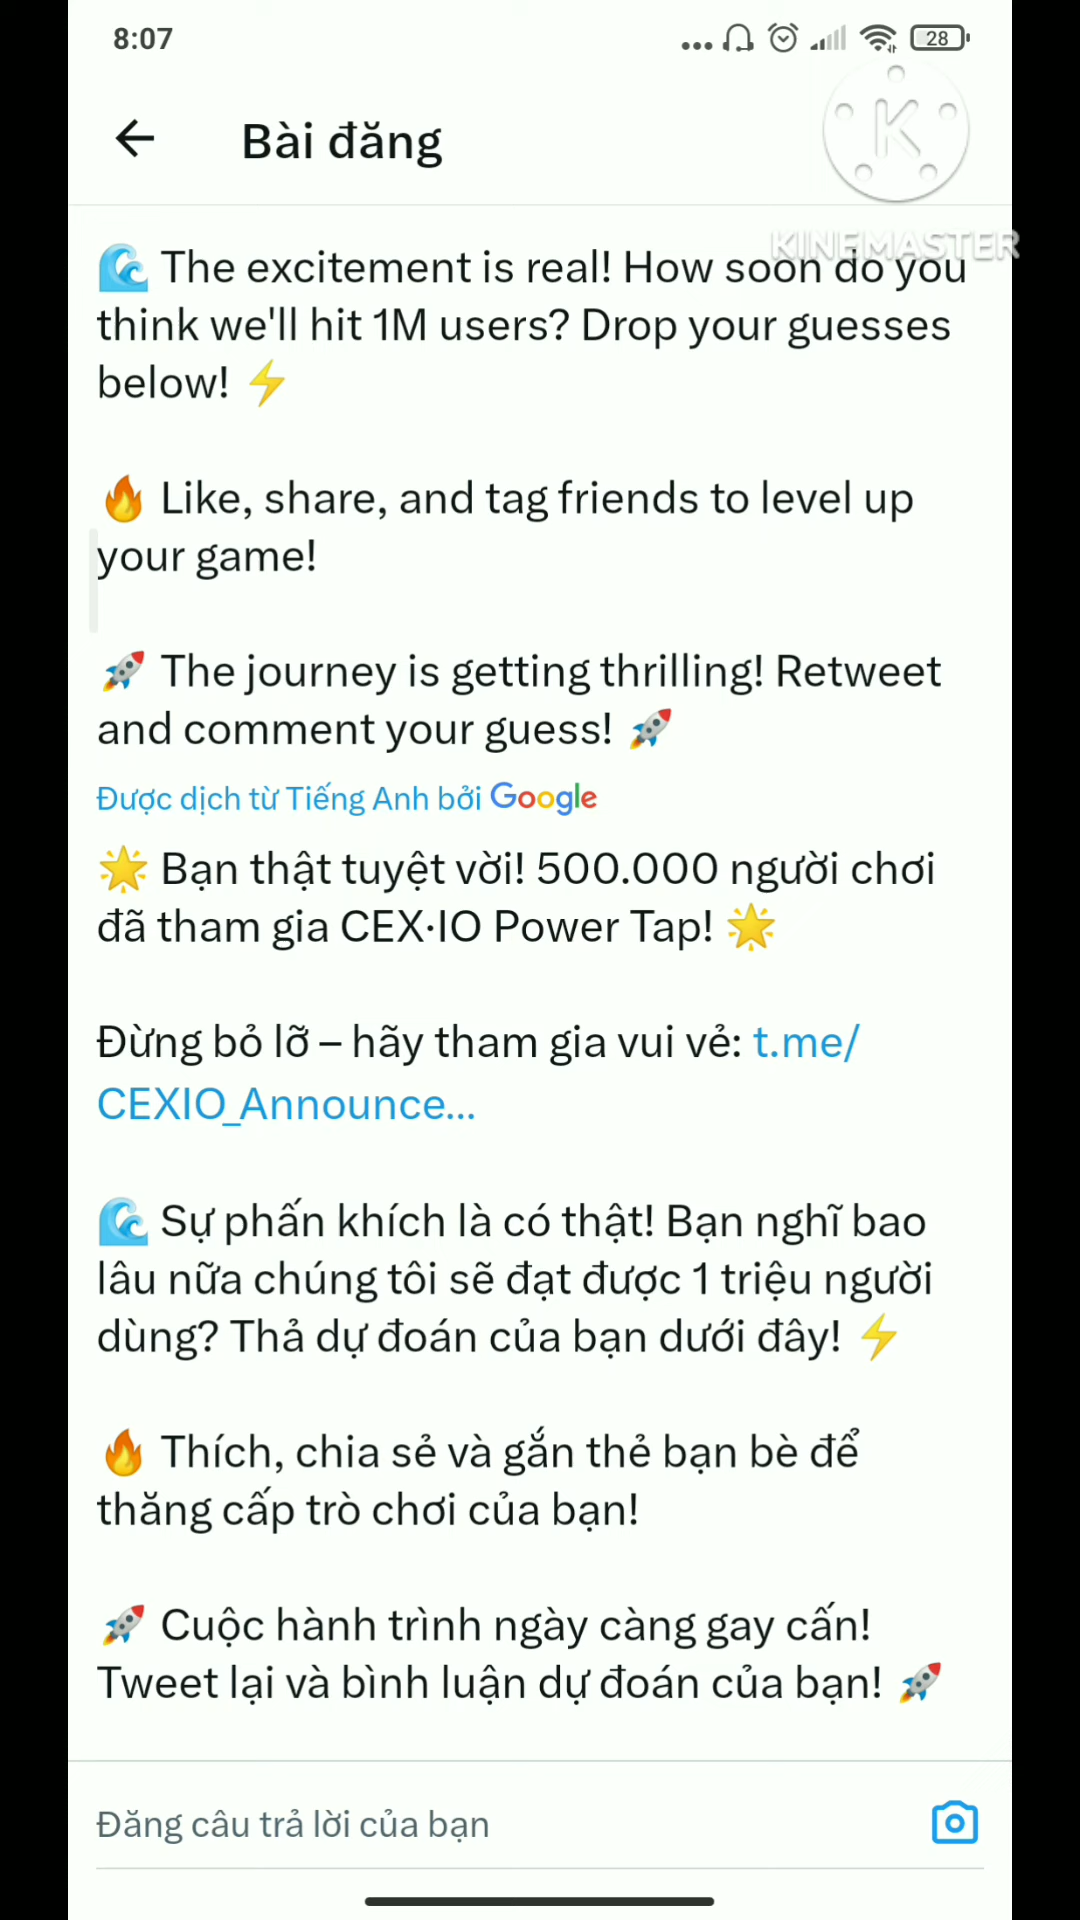 8:07
28
Bài đăng
K
KINEMASTER
🌊 The excitement is real! How soon do you
think we'll hit 1M users? Drop your guesses
below! ⚡
🔥 Like, share, and tag friends to level up
your game!
🚀 The journey is getting thrilling! Retweet
and comment your guess! 🚀
Được dịch từ Tiếng Anh bởi Google
🌟 Bạn thật tuyệt vời! 500.000 người chơi
đã tham gia CEX·IO Power Tap! 🌟
Đừng bỏ lỡ – hãy tham gia vui vẻ: t.me/
CEXIO_Announce...
🌊 Sự phấn khích là có thật! Bạn nghĩ bao
lâu nữa chúng tôi sẽ đạt được 1 triệu người
dùng? Thả dự đoán của bạn dưới đây! ⚡
🔥 Thích, chia sẻ và gắn thẻ bạn bè để
thăng cấp trò chơi của bạn!
🚀 Cuộc hành trình ngày càng gay cấn!
Tweet lại và bình luận dự đoán của bạn! 🚀
Đăng câu trả lời của bạn